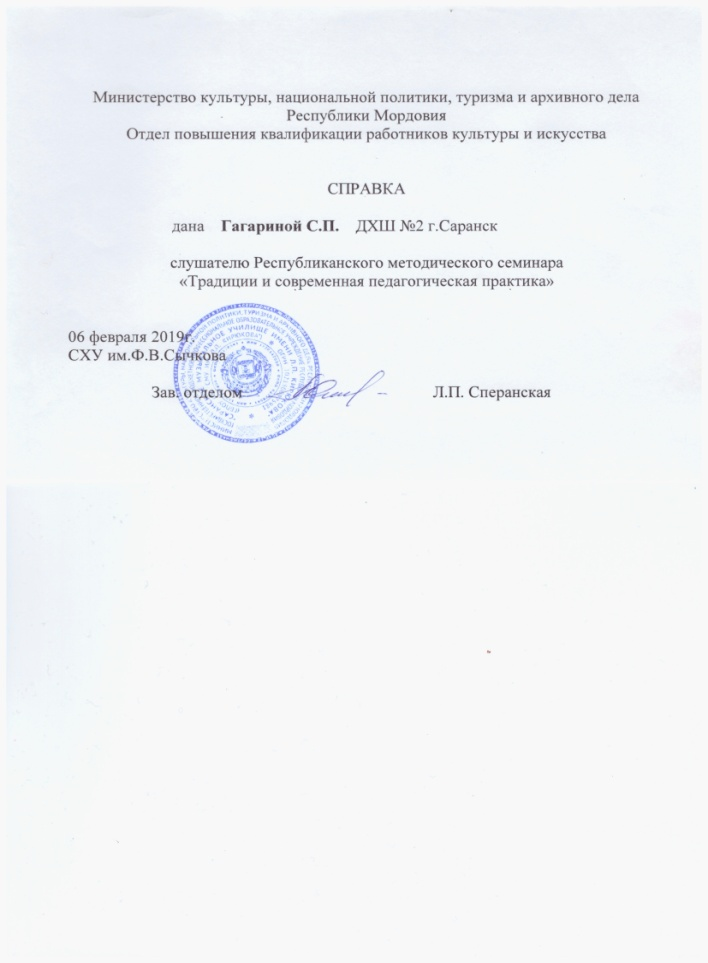 Министерство культуры, национальной политики, туризма и архивного дела
Республики Мордовия
Отдел повышения квалификации работников культуры и искусства
СПРАВКА
дана Гагариной С.П. ДХШ №2 г.Саранск
слушателю Республиканского методического семинара
«Традиции и современная педагогическая практика»
06 февраля 2019г.
СХУ им.Ф.В.Сычкова
Зав. отделом Л.П. Сперанская